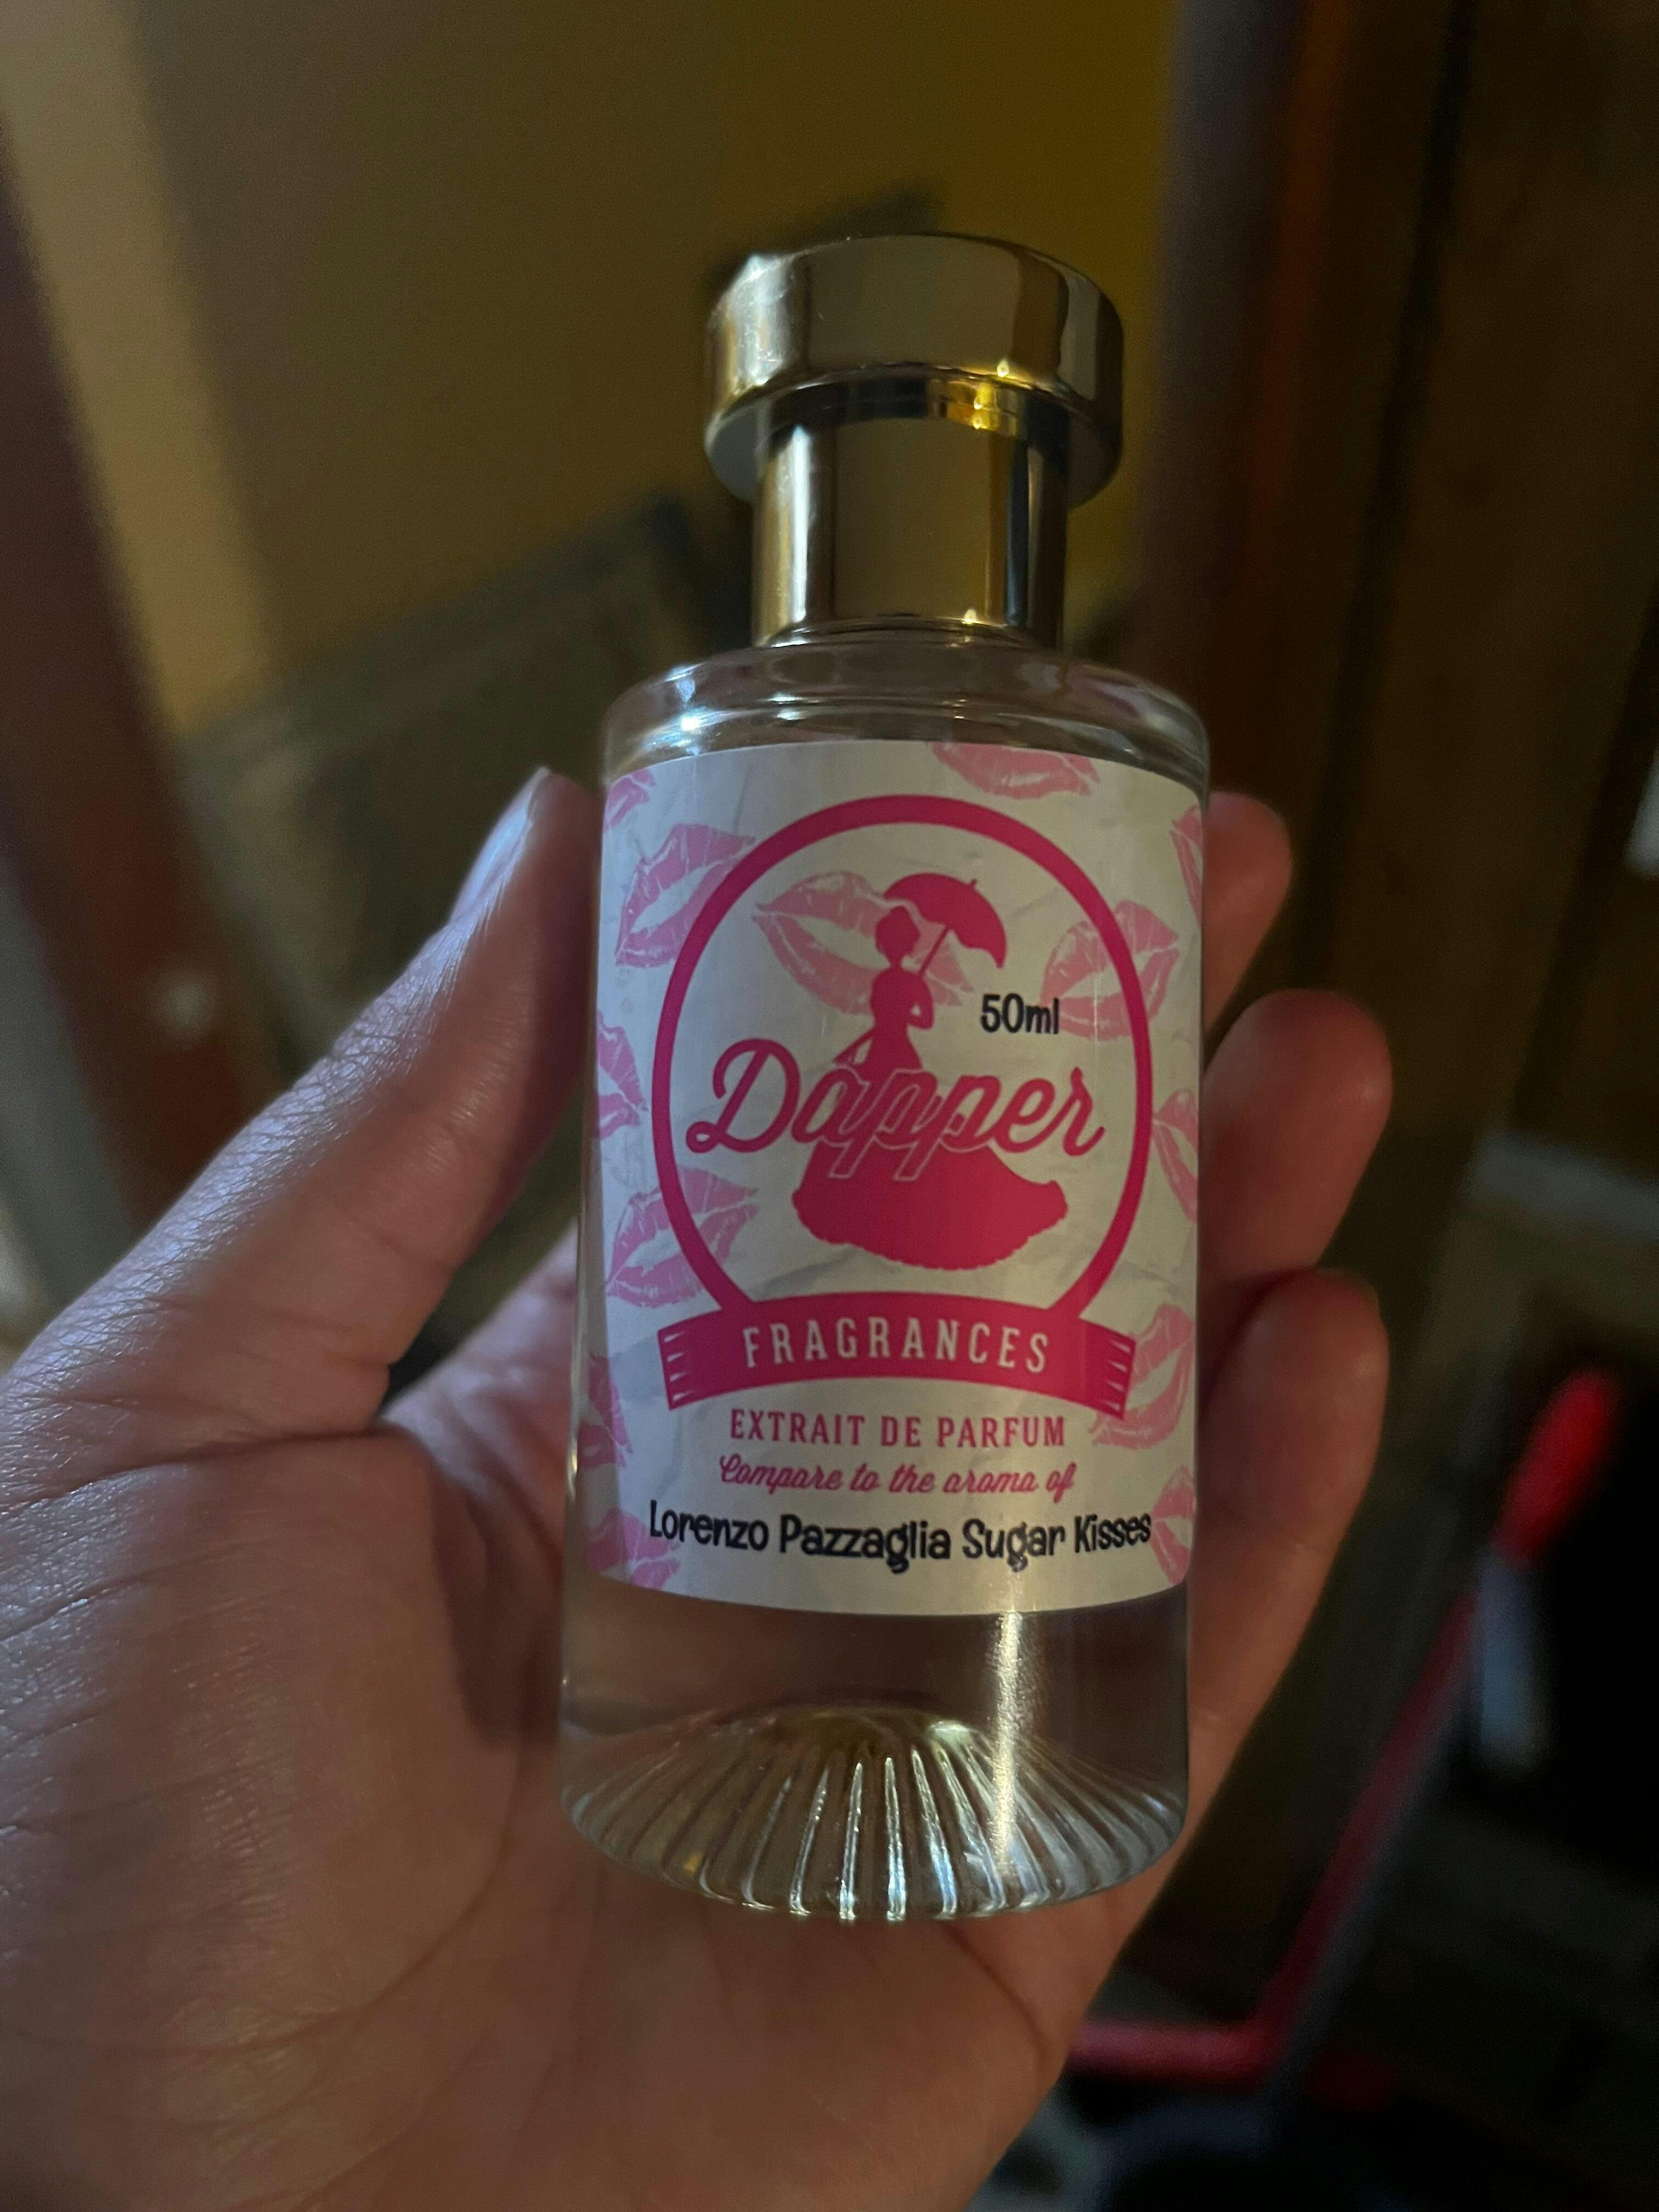 50ml
Dapper
FRAGRANCES
EXTRAIT DE PARFUM
Compare to the aroma of
Lorenzo Pazzaglia Sugar Kisses